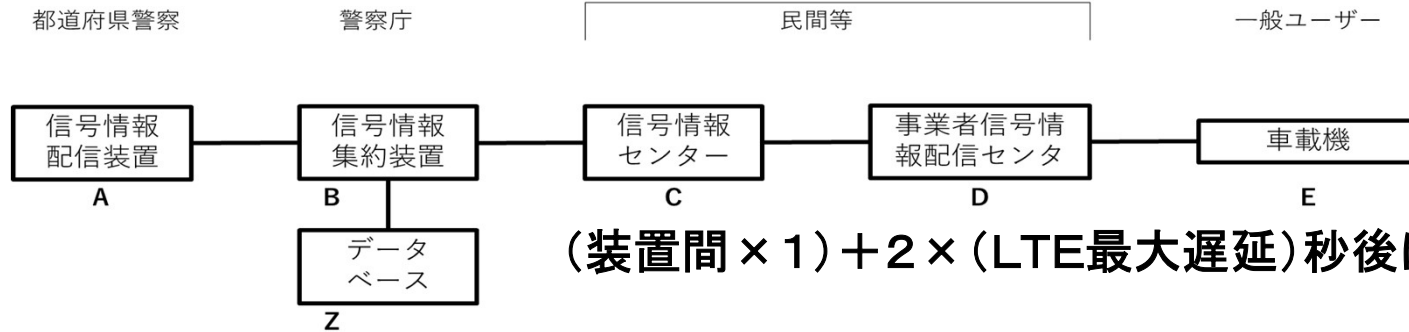 都道府県警察
警察庁
民間等
一般ユーザー
信号情報
配信装置
信号情報
集約装置
信号情報
センター
事業者信号情
報配信センタ
車載機
A
B
C
D
E
データ
ベース
Z
(装置間×1)+2×(LTE最大遅延)秒後